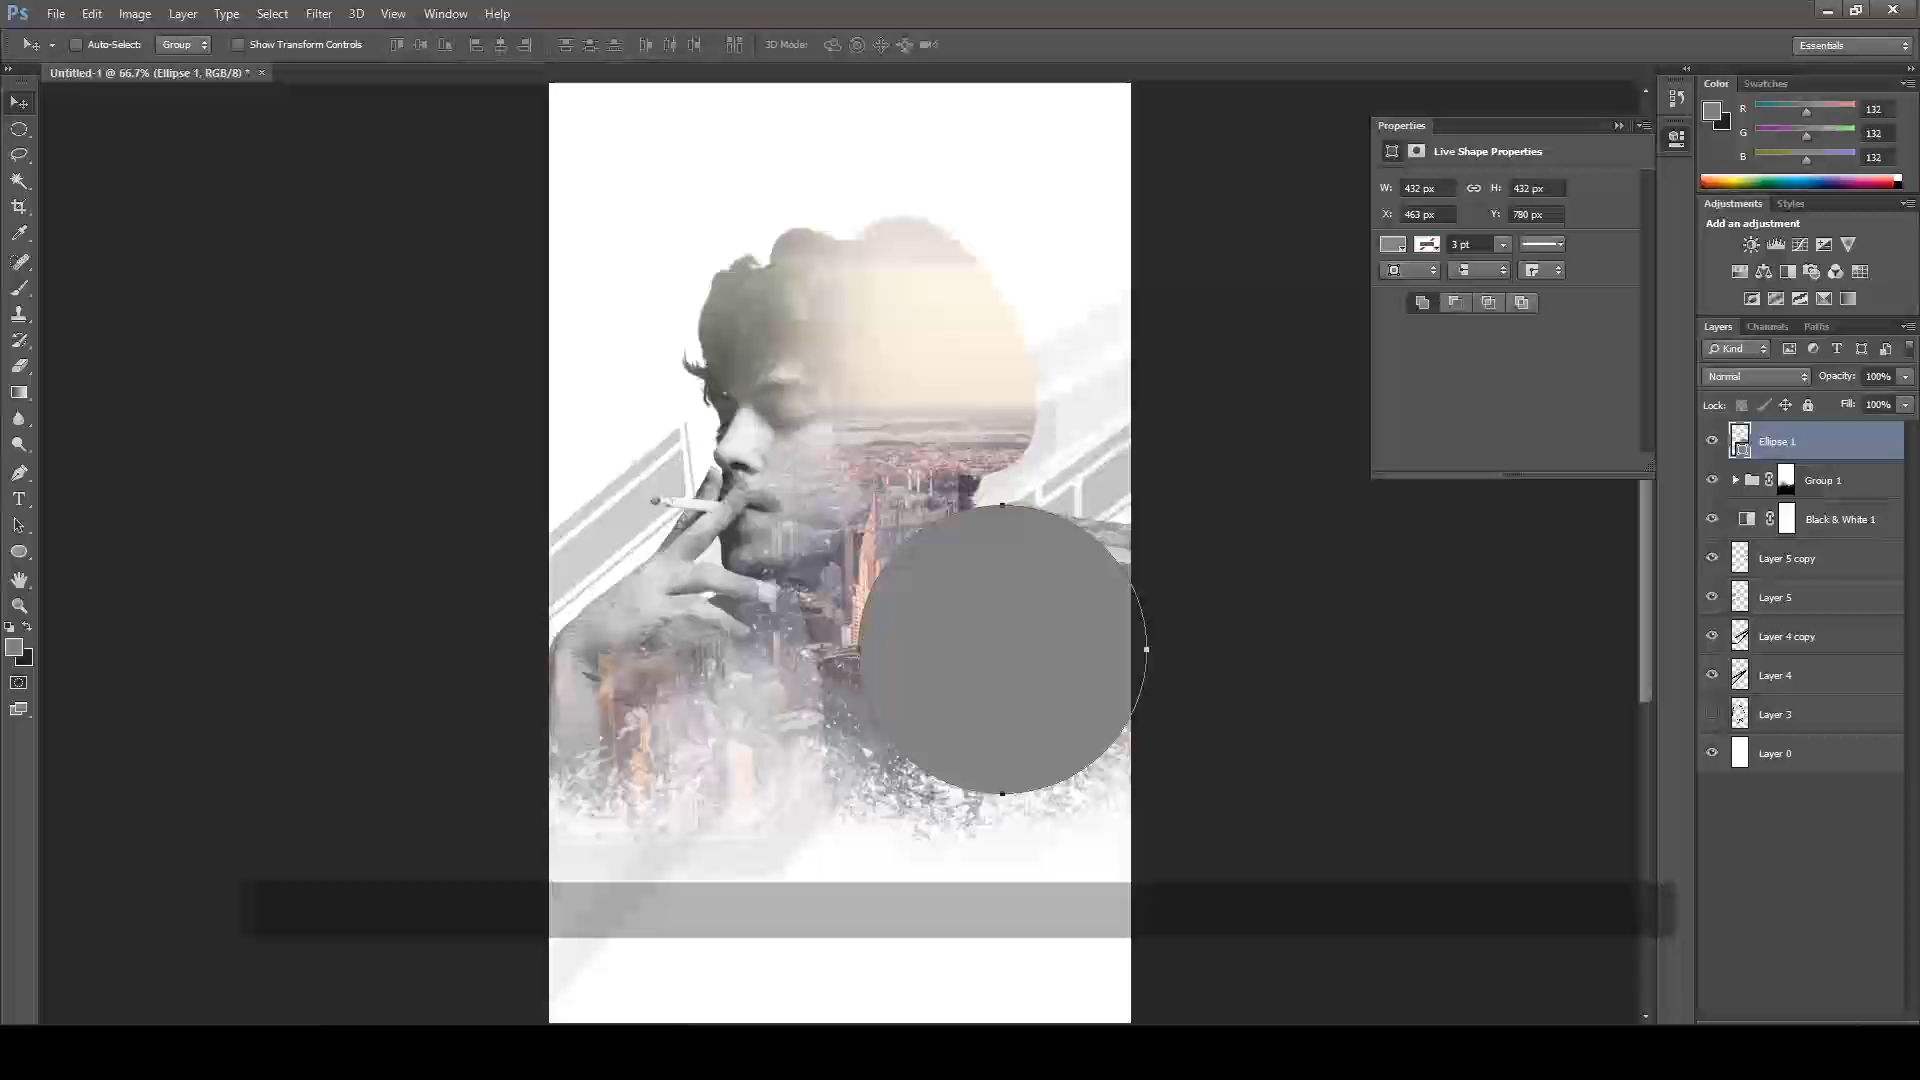 Ps File Edit Image Layer Type Select Filter 3D View Window Help
Auto-Select: Group Show Transform Controls 3D Mode: Essentials
Untitled-1 @ 66.7% (Ellipse 1, RGB/8) * ×
Color Swatches
R 132
G 132
B 132
Properties
Live Shape Properties
W: 432 px H: 432 px
X: 463 px Y: 780 px
3 pt
Adjustments Styles
Add an adjustment
Layers Channels Paths
Kind
Normal Opacity: 100%
Lock: Fill: 100%
Ellipse 1
Group 1
Black & White 1
Layer 5 copy
Layer 5
Layer 4 copy
Layer 4
Layer 3
Layer 0